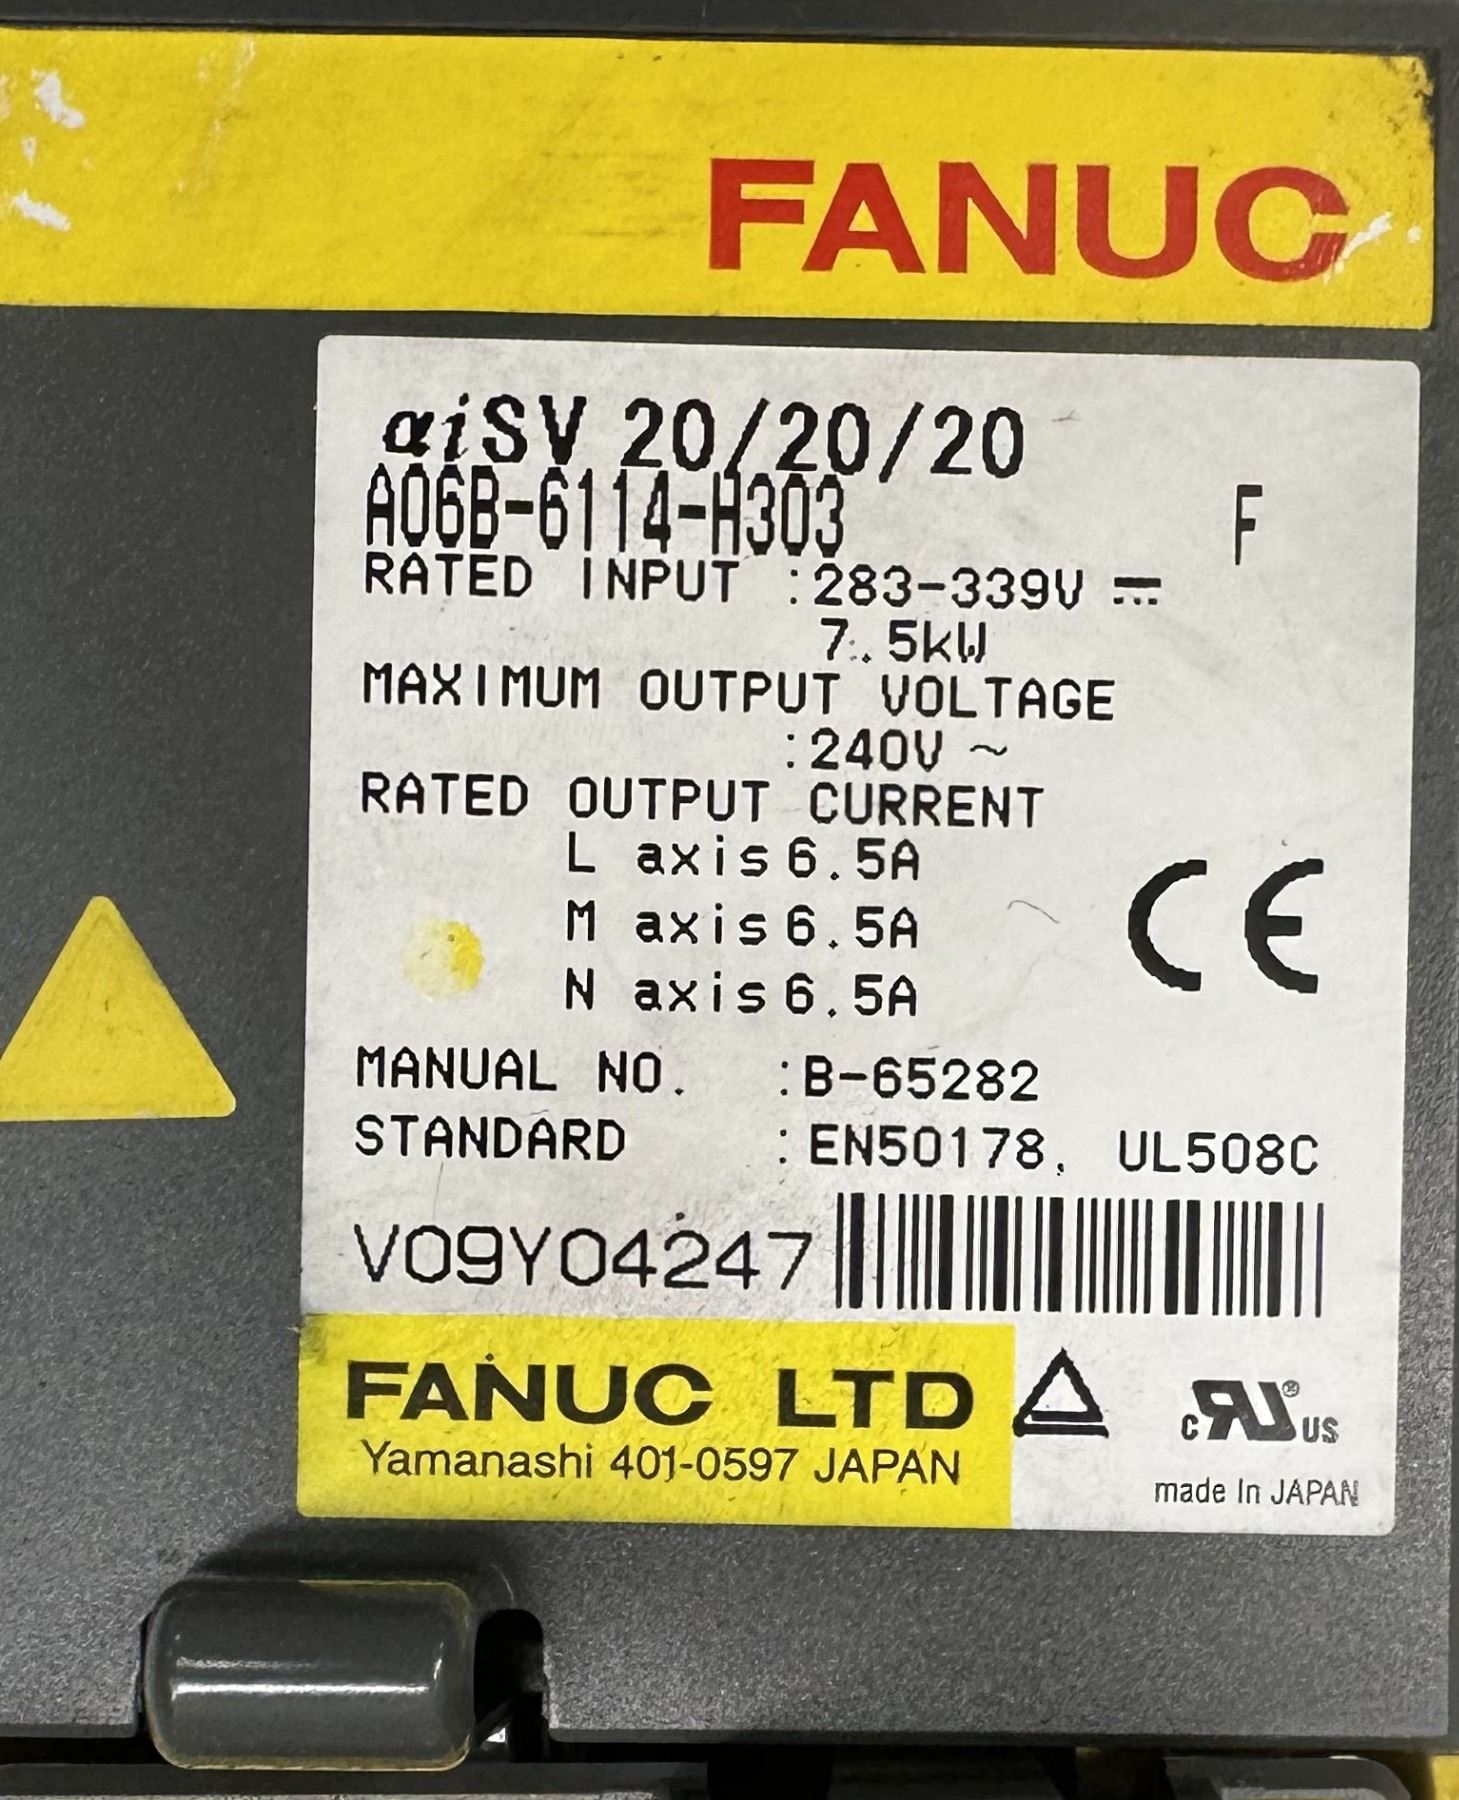 FANUC
αiSV 20/20/20
A06B-6114-H303 F
RATED INPUT :283-339V ⎓
7.5kW
MAXIMUM OUTPUT VOLTAGE
:240V ~
RATED OUTPUT CURRENT
L axis 6.5A
M axis 6.5A
N axis 6.5A
CE
MANUAL NO. :B-65282
STANDARD :EN50178, UL508C
V09Y04247
FANUC LTD
Yamanashi 401-0597 JAPAN
c RU ® US
made In JAPAN